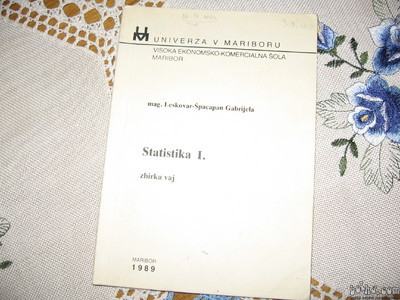 UNIVERZA V MARIBORU
VISOKA EKONOMSKO-KOMERCIALNA ŠOLA
MARIBOR
mag. Leskovar-Špacapan Gabrijela
Statistika I.
zbirka vaj
MARIBOR
1989